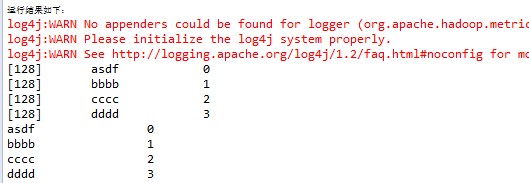 运行结果如下:
log4j:WARN No appenders could be found for logger (org.apache.hadoop.metric
log4j:WARN Please initialize the log4j system properly.
log4j:WARN See http://logging.apache.org/log4j/1.2/faq.html#noconfig for mo
[128] asdf 0
[128] bbbb 1
[128] cccc 2
[128] dddd 3
asdf 0
bbbb 1
cccc 2
dddd 3